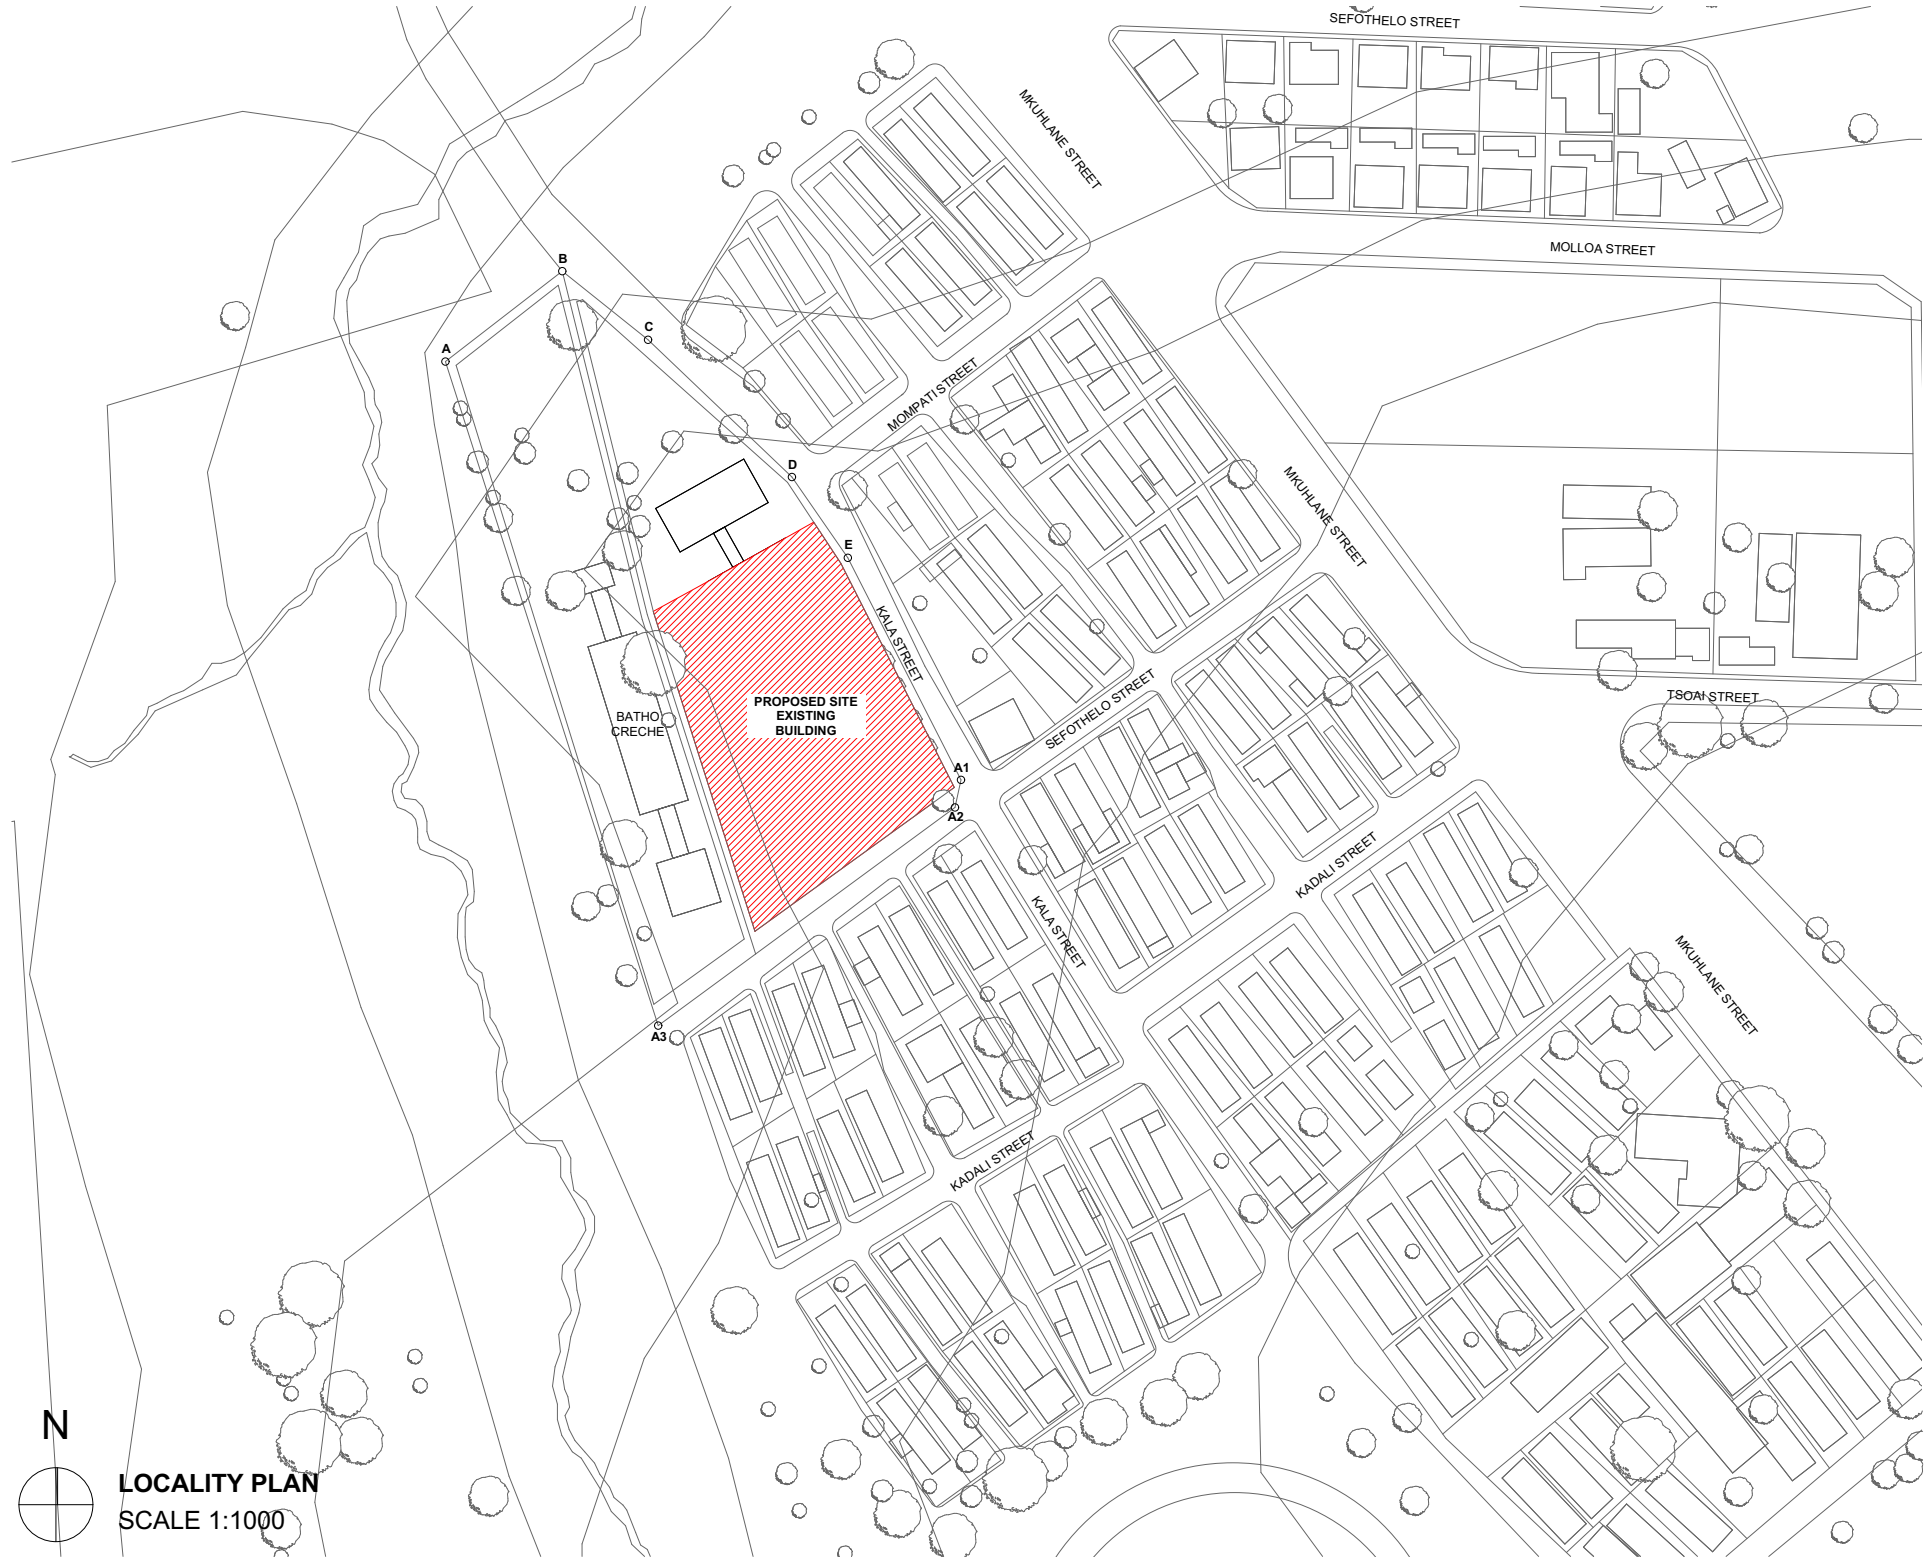 SEFOTHELO STREET
MKUHLANE STREET
MOLLOA STREET
B
C
A
MOMPATI STREET
D
MKUHLANE STREET
E
KALA STREET
PROPOSED SITE
EXISTING
BUILDING
BATHO
CRECHE
SEFOTHELO STREET
TSOAI STREET
A1
A2
KADALI STREET
KALA STREET
MKUHLANE STREET
A3
KADALI STREET
N
LOCALITY PLAN
SCALE 1:1000